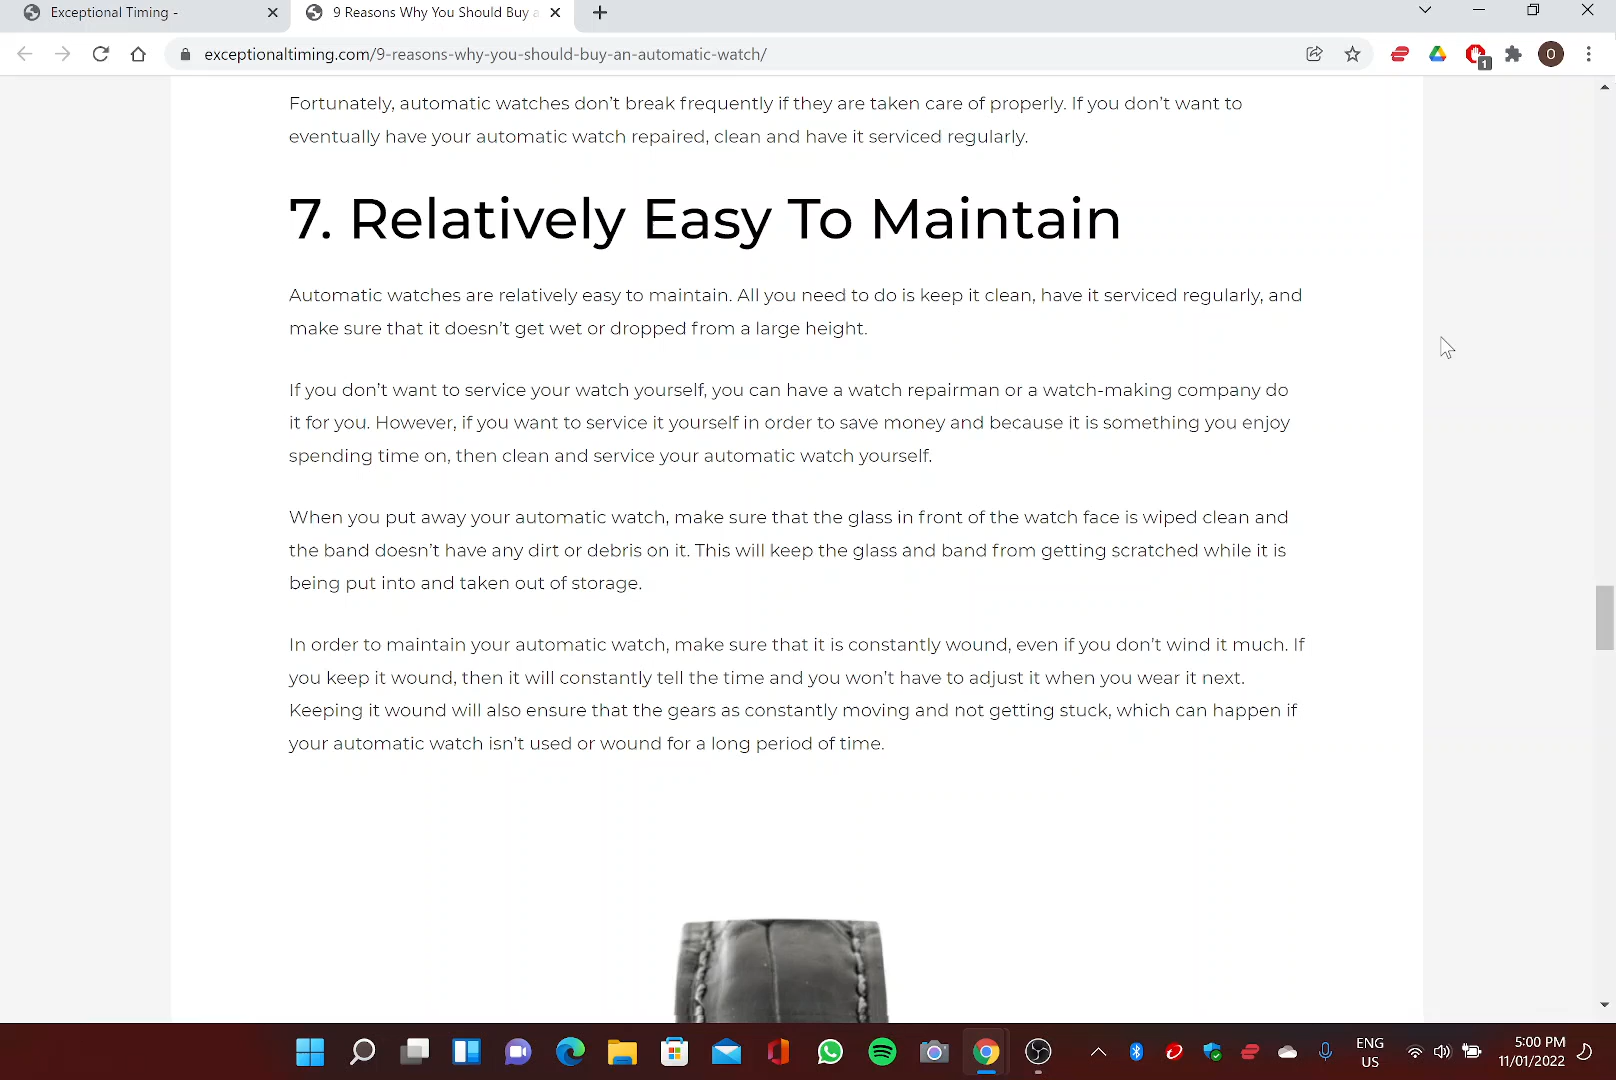 Exceptional Timing -
9 Reasons Why You Should Buy a
exceptionaltiming.com/9-reasons-why-you-should-buy-an-automatic-watch/
1
O
Fortunately, automatic watches don't break frequently if they are taken care of properly. If you don't want to
eventually have your automatic watch repaired, clean and have it serviced regularly.
7. Relatively Easy To Maintain
Automatic watches are relatively easy to maintain. All you need to do is keep it clean, have it serviced regularly, and
make sure that it doesn't get wet or dropped from a large height.
If you don't want to service your watch yourself, you can have a watch repairman or a watch-making company do
it for you. However, if you want to service it yourself in order to save money and because it is something you enjoy
spending time on, then clean and service your automatic watch yourself.
When you put away your automatic watch, make sure that the glass in front of the watch face is wiped clean and
the band doesn't have any dirt or debris on it. This will keep the glass and band from getting scratched while it is
being put into and taken out of storage.
In order to maintain your automatic watch, make sure that it is constantly wound, even if you don't wind it much. If
you keep it wound, then it will constantly tell the time and you won't have to adjust it when you wear it next.
Keeping it wound will also ensure that the gears as constantly moving and not getting stuck, which can happen if
your automatic watch isn't used or wound for a long period of time.
ENG
US
5:00 PM
11/01/2022